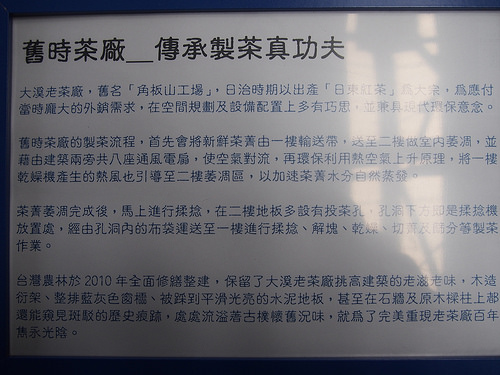 舊時茶廠__傳承製茶真功夫
大溪老茶廠，舊名「角板山工場」，日治時期以出產「日東紅茶」為大宗，為應付
當時龐大的外銷需求，在空間規劃及設備配置上多有巧思，並兼具現代環保意念。
舊時茶廠的製茶流程，首先會將新鮮茶菁由一樓輸送帶，送至二樓做室內萎凋，並
藉由建築兩旁共八座通風電扇，使空氣對流，再環保利用熱空氣上升原理，將一樓
乾燥機產生的熱風也引導至二樓萎凋區，以加速茶菁水分自然蒸發。
茶菁萎凋完成後，馬上進行揉捻，在二樓地板多設有投茶孔，孔洞下方即是揉捻機
放置處，經由孔洞內的布袋運送至一樓進行揉捻、解塊、乾燥、切菁及篩分等製茶
作業。
台灣農林於 2010 年全面修繕整建，保留了大溪老茶廠挑高建築的老滋老味，木造
衍架、整排藍灰色窗檯、被踩到平滑光亮的水泥地板，甚至在石牆及原木樑柱上都
還能窺見斑駁的歷史痕跡，處處流溢著古樸懷舊況味，就為了完美重現老茶廠百年
雋永光陰。